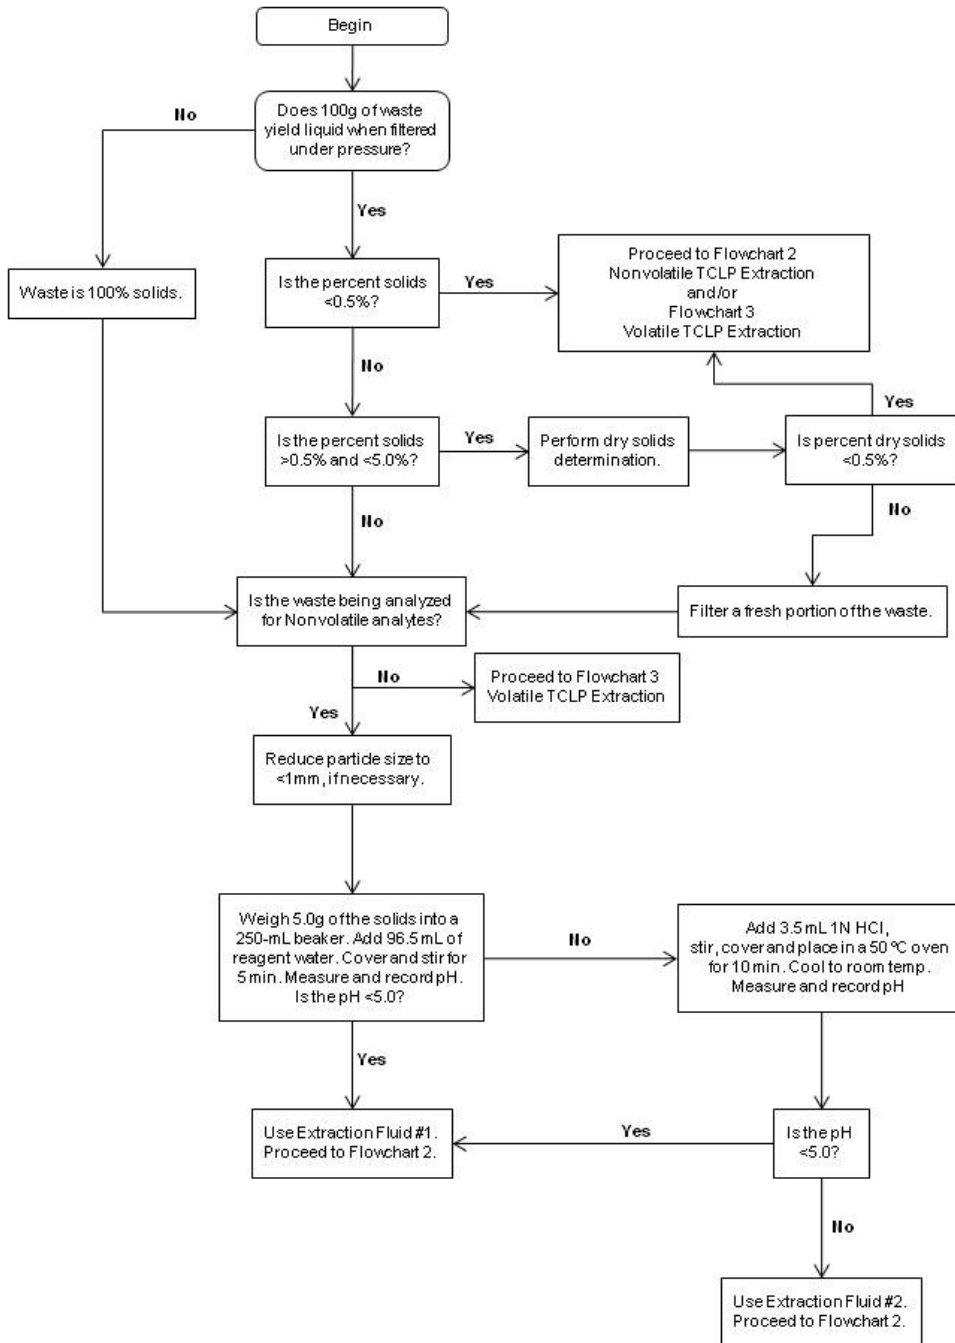 Begin
No
Does 100g of waste
yield liquid when filtered
under pressure?
Yes
Waste is 100% solids.
Is the percent solids
<0.5%?
Yes
Proceed to Flowchart 2
Nonvolatile TCLP Extraction
and/or
Flowchart 3
Volatile TCLP Extraction
No
Is the percent solids
>0.5% and <5.0%?
Yes
Perform dry solids
determination.
Yes
Is percent dry solids
<0.5%?
No
No
Is the waste being analyzed
for Nonvolatile analytes?
Filter a fresh portion of the waste.
No
Proceed to Flowchart 3
Volatile TCLP Extraction
Yes
Reduce particle size to
<1mm, if necessary.
Weigh 5.0g of the solids into a
250-mL beaker. Add 96.5 mL of
reagent water. Cover and stir for
5 min. Measure and record pH.
Is the pH <5.0?
No
Add 3.5 mL 1N HCl,
stir, cover and place in a 50 ºC oven
for 10 min. Cool to room temp.
Measure and record pH
Yes
Use Extraction Fluid #1.
Proceed to Flowchart 2.
Yes
Is the pH
<5.0?
No
Use Extraction Fluid #2.
Proceed to Flowchart 2.